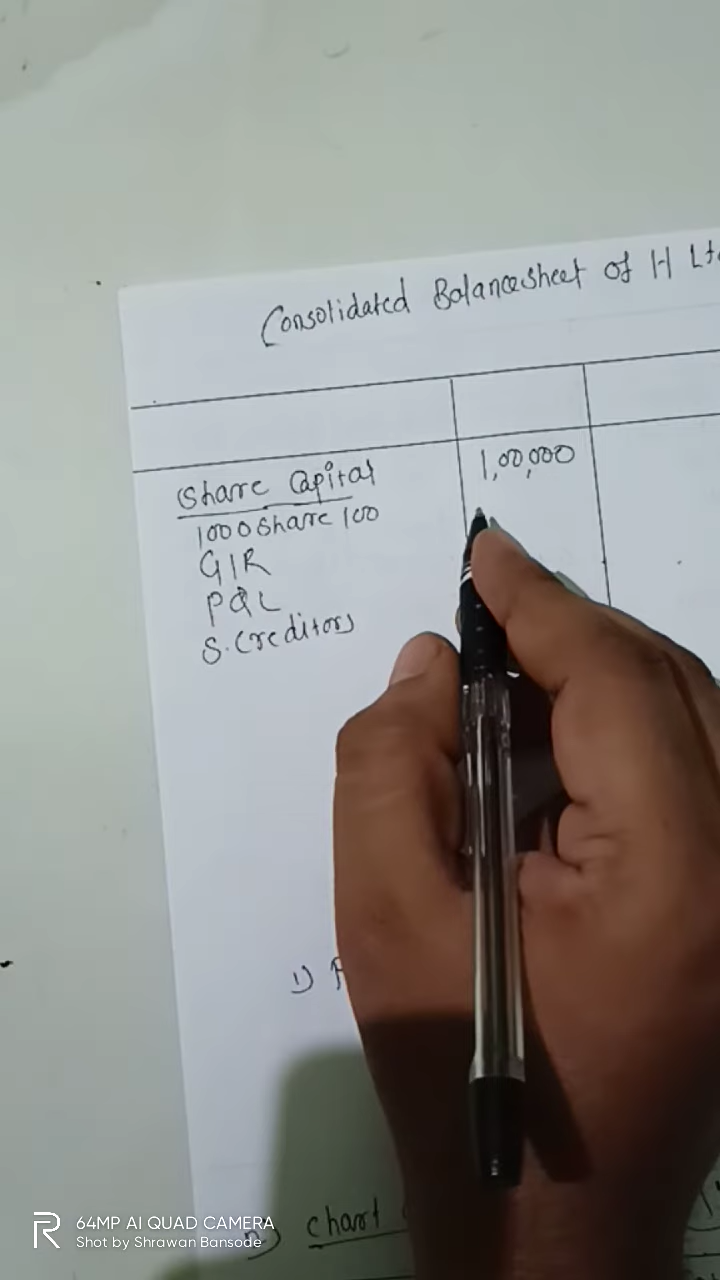 Consolidated Balancesheet of H Lt
Share Capital 1,00,000
1000 Share 100
G/R
P&L
S. Creditors
1)
2) chart
64MP AI QUAD CAMERA
Shot by Shrawan Bansode